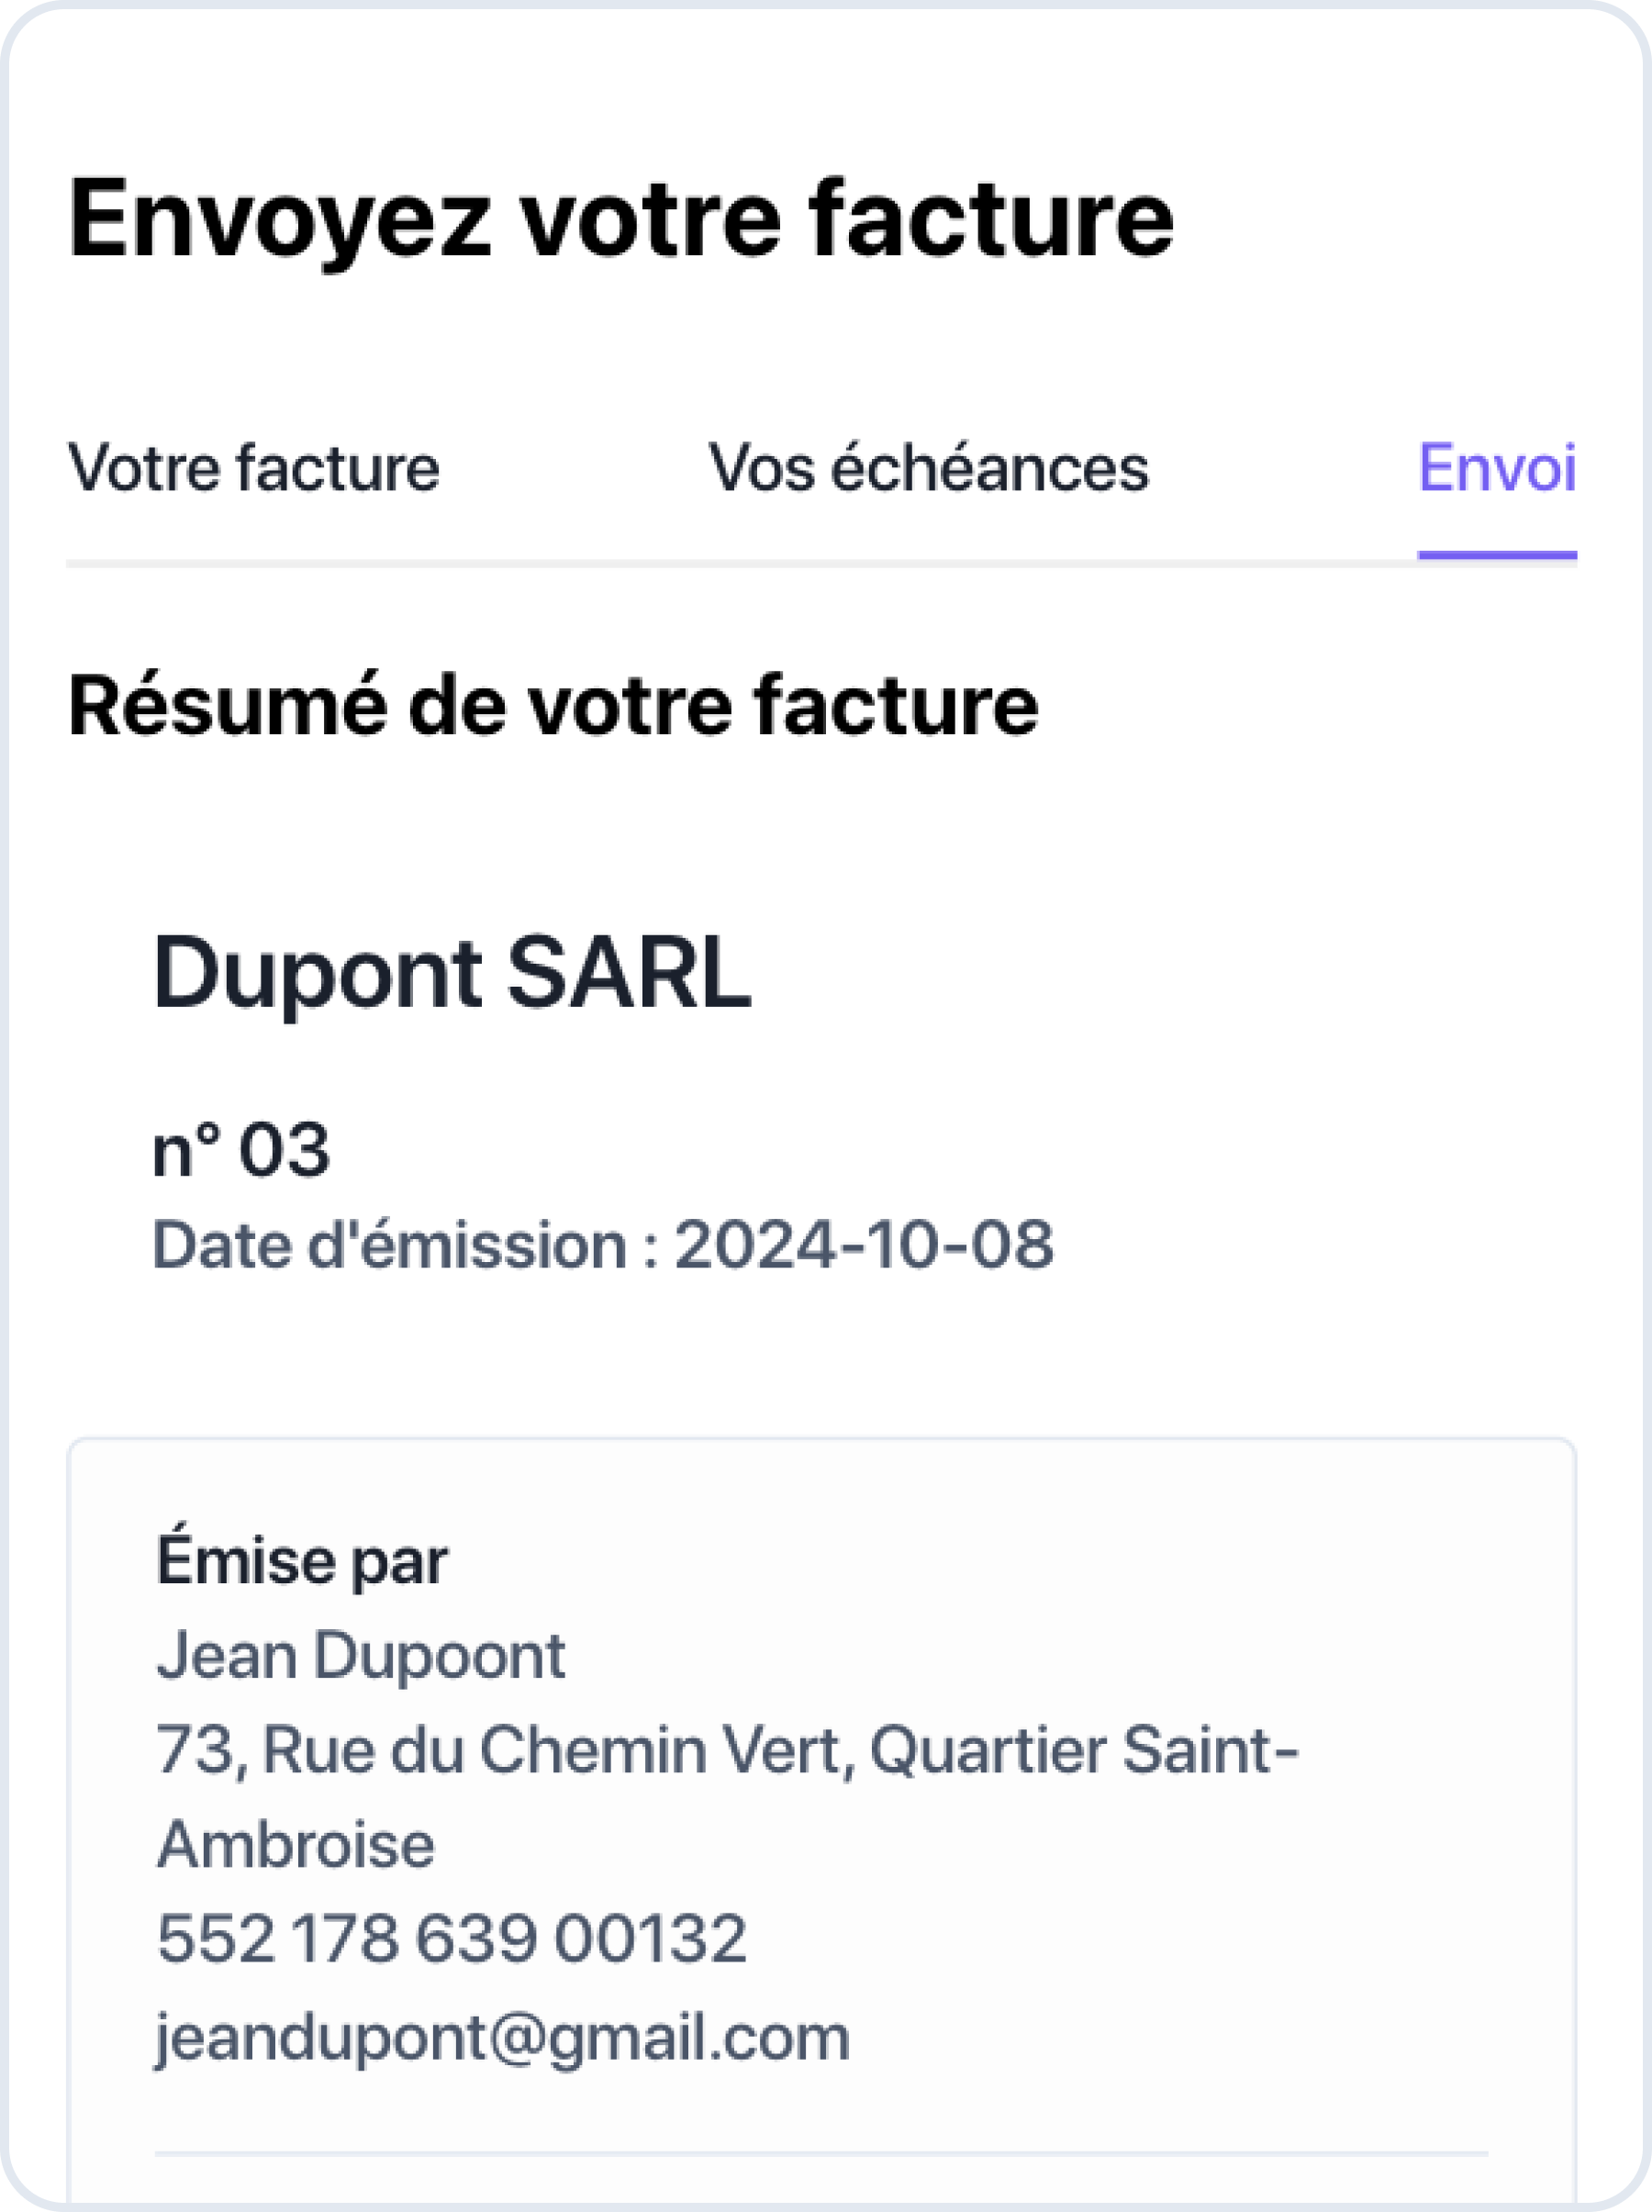 Envoyez votre facture
Votre facture Vos échéances Envoi
Résumé de votre facture
Dupont SARL
n° 03
Date d'émission : 2024-10-08
Émise par
Jean Dupoont
73, Rue du Chemin Vert, Quartier Saint-
Ambroise
552 178 639 00132
jeandupont@gmail.com